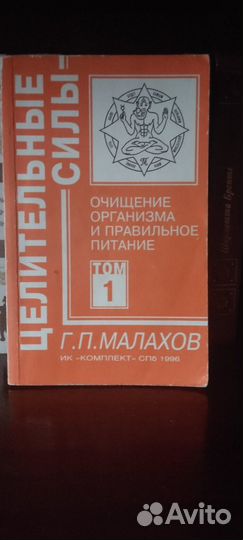 ЦЕЛИТЕЛЬНЫЕ
СИЛЫ
ОЧИЩЕНИЕ
ОРГАНИЗМА
И ПРАВИЛЬНОЕ
ПИТАНИЕ
ТОМ
1
Г.П.МАЛАХОВ
ИК «КОМПЛЕКТ» СПб 1996
Avito